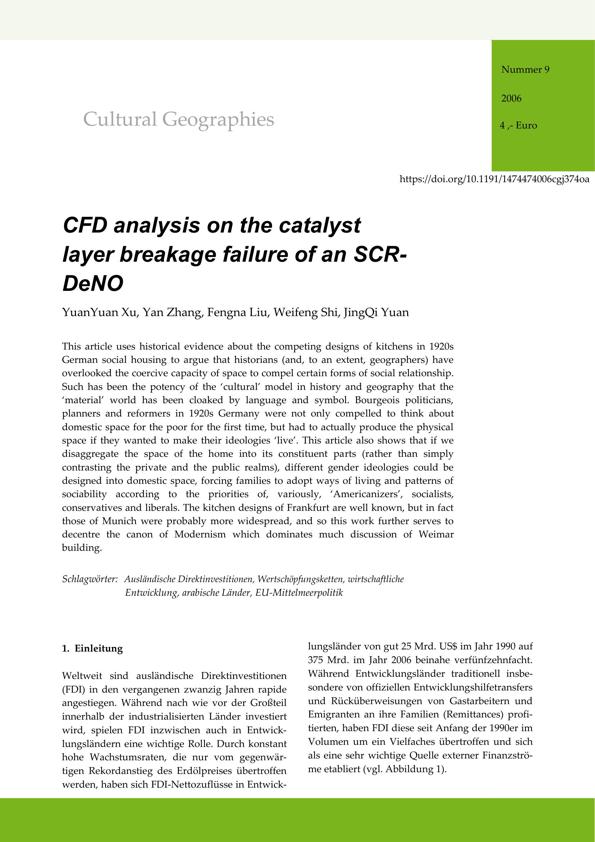 Nummer 9
2006
4 ,- Euro
Cultural Geographies
https://doi.org/10.1191/1474474006cgj374oa
CFD analysis on the catalyst
layer breakage failure of an SCR-
DeNO
YuanYuan Xu, Yan Zhang, Fengna Liu, Weifeng Shi, JingQi Yuan
This article uses historical evidence about the competing designs of kitchens in 1920s
German social housing to argue that historians (and, to an extent, geographers) have
overlooked the coercive capacity of space to compel certain forms of social relationship.
Such has been the potency of the ‘cultural’ model in history and geography that the
‘material’ world has been cloaked by language and symbol. Bourgeois politicians,
planners and reformers in 1920s Germany were not only compelled to think about
domestic space for the poor for the first time, but had to actually produce the physical
space if they wanted to make their ideologies ‘live’. This article also shows that if we
disaggregate the space of the home into its constituent parts (rather than simply
contrasting the private and the public realms), different gender ideologies could be
designed into domestic space, forcing families to adopt ways of living and patterns of
sociability according to the priorities of, variously, ‘Americanizers’, socialists,
conservatives and liberals. The kitchen designs of Frankfurt are well known, but in fact
those of Munich were probably more widespread, and so this work further serves to
decentre the canon of Modernism which dominates much discussion of Weimar
building.
Schlagwörter: Ausländische Direktinvestitionen, Wertschöpfungsketten, wirtschaftliche
Entwicklung, arabische Länder, EU-Mittelmeerpolitik
1. Einleitung
Weltweit sind ausländische Direktinvestitionen
(FDI) in den vergangenen zwanzig Jahren rapide
angestiegen. Während nach wie vor der Großteil
innerhalb der industrialisierten Länder investiert
wird, spielen FDI inzwischen auch in Entwick-
lungsländern eine wichtige Rolle. Durch konstant
hohe Wachstumsraten, die nur vom gegenwär-
tigen Rekordanstieg des Erdölpreises übertroffen
werden, haben sich FDI-Nettozuflüsse in Entwick-
lungsländer von gut 25 Mrd. US$ im Jahr 1990 auf
375 Mrd. im Jahr 2006 beinahe verfünfzehnfacht.
Während Entwicklungsländer traditionell insbe-
sondere von offiziellen Entwicklungshilfetransfers
und Rücküberweisungen von Gastarbeitern und
Emigranten an ihre Familien (Remittances) profi-
tierten, haben FDI diese seit Anfang der 1990er im
Volumen um ein Vielfaches übertroffen und sich
als eine sehr wichtige Quelle externer Finanzströ-
me etabliert (vgl. Abbildung 1).